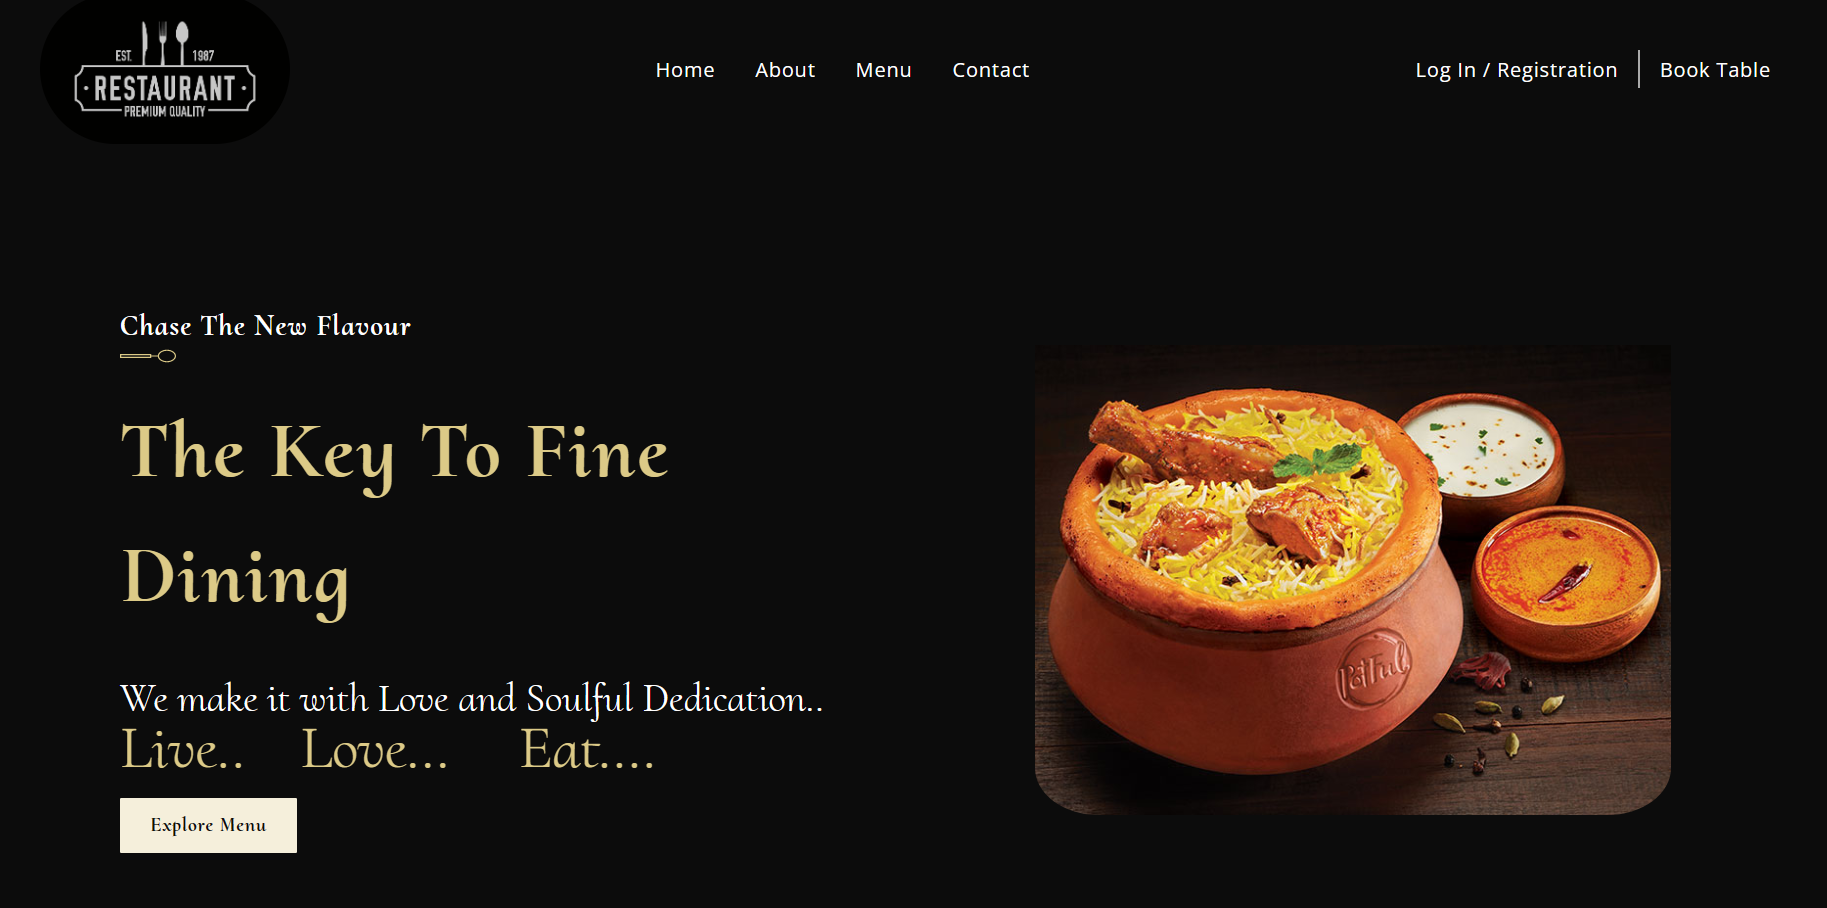 EST. 1987
· RESTAURANT ·
PREMIUM QUALITY
Home About Menu Contact
Log In / Registration Book Table
Chase The New Flavour
The Key To Fine
Dining
We make it with Love and Soulful Dedication..
Live.. Love... Eat....
Explore Menu
PotFul